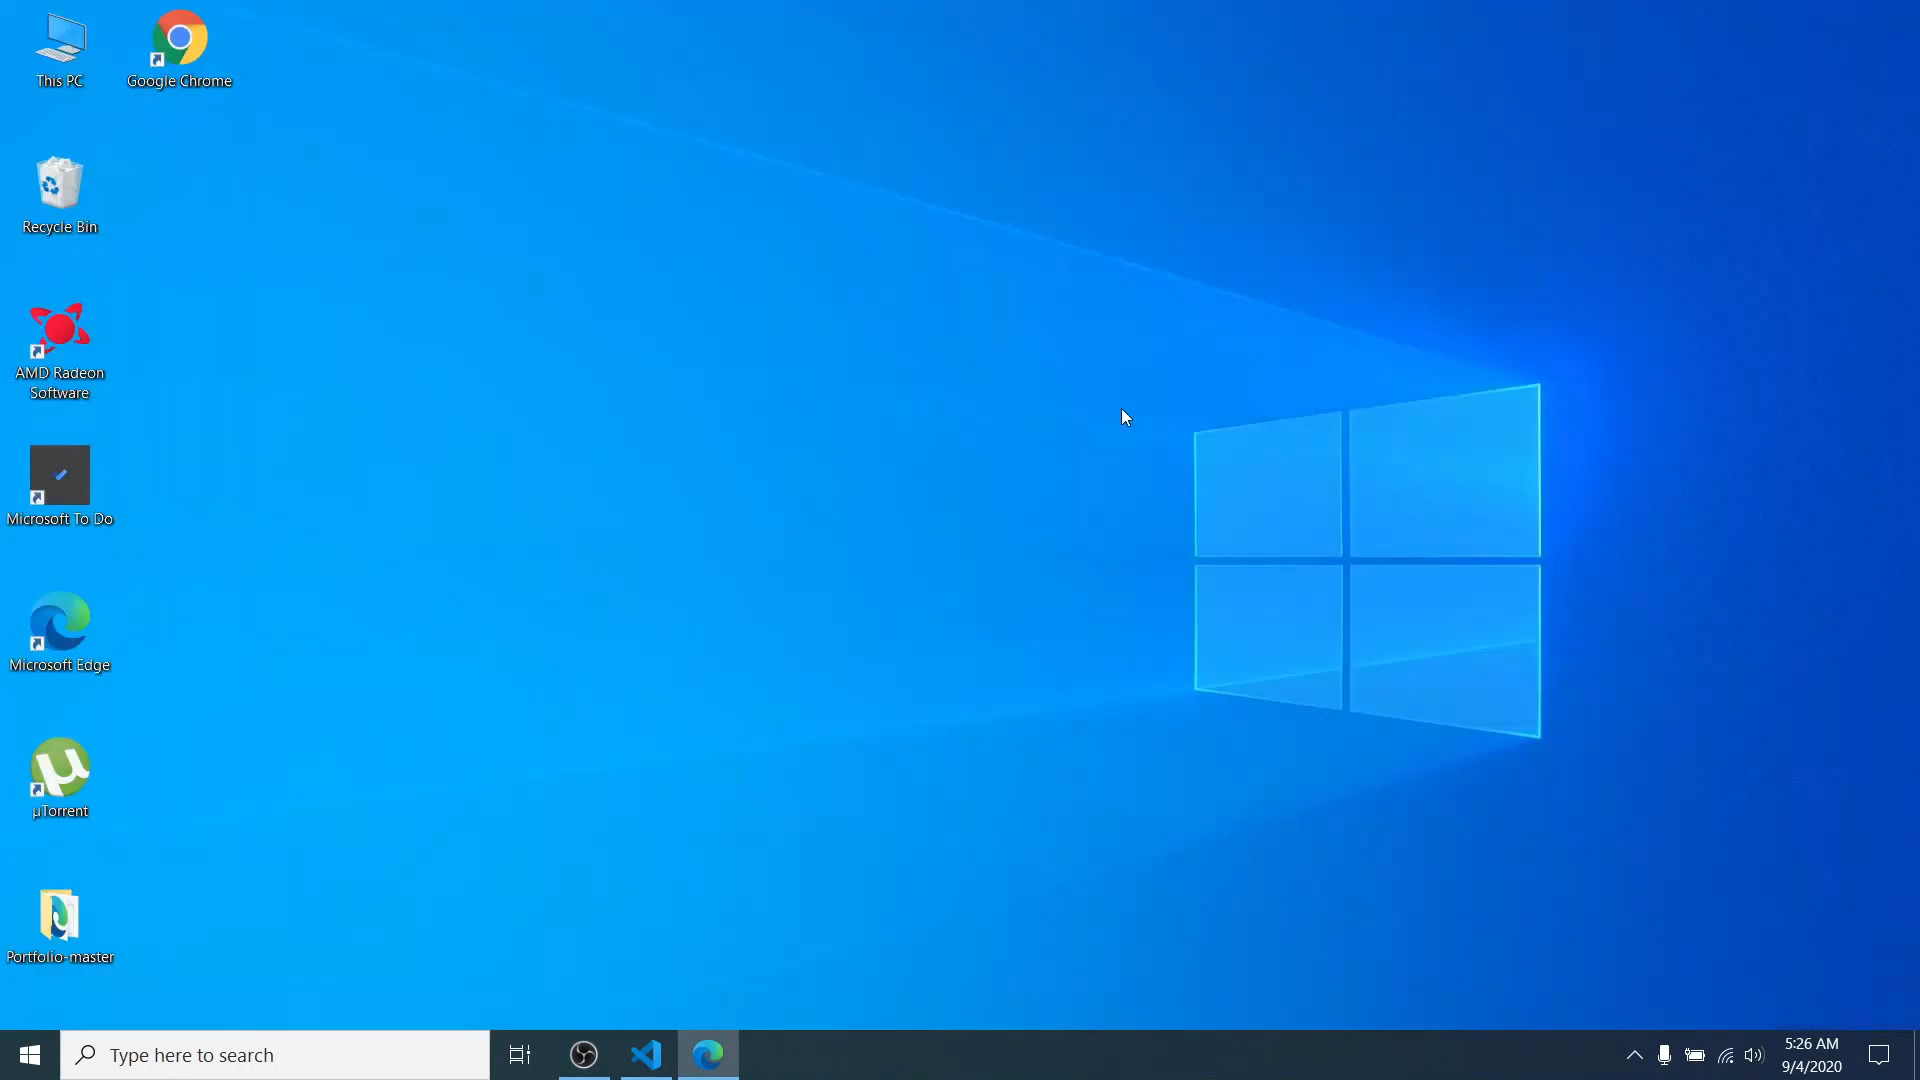 This PC
Google Chrome
Recycle Bin
AMD Radeon
Software
Microsoft To Do
Microsoft Edge
µTorrent
Portfolio-master
Type here to search
5:26 AM
9/4/2020